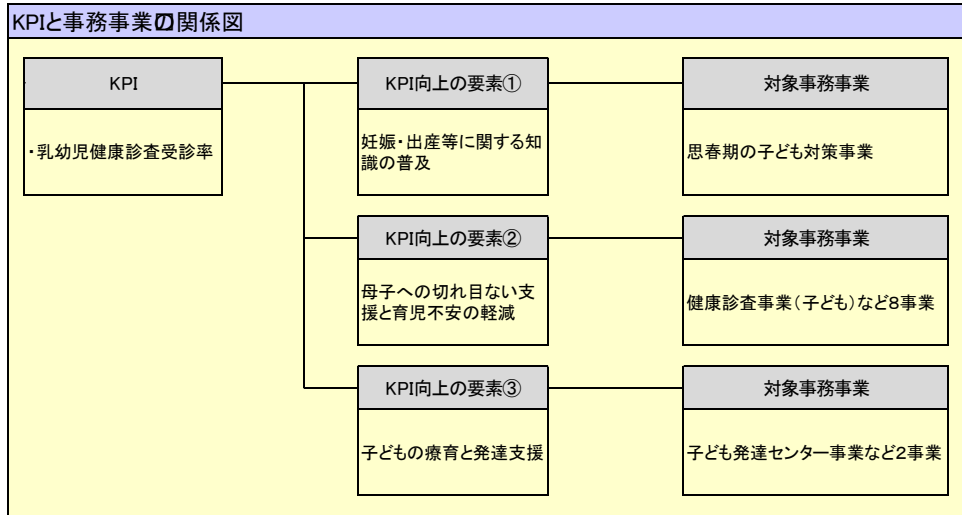 KPIと事務事業の関係図
KPI
・乳幼児健康診査受診率
KPI向上の要素①
妊娠・出産等に関する知
識の普及
対象事務事業
思春期の子ども対策事業
KPI向上の要素②
母子への切れ目ない支
援と育児不安の軽減
対象事務事業
健康診査事業(子ども)など8事業
KPI向上の要素③
子どもの療育と発達支援
対象事務事業
子ども発達センター事業など2事業